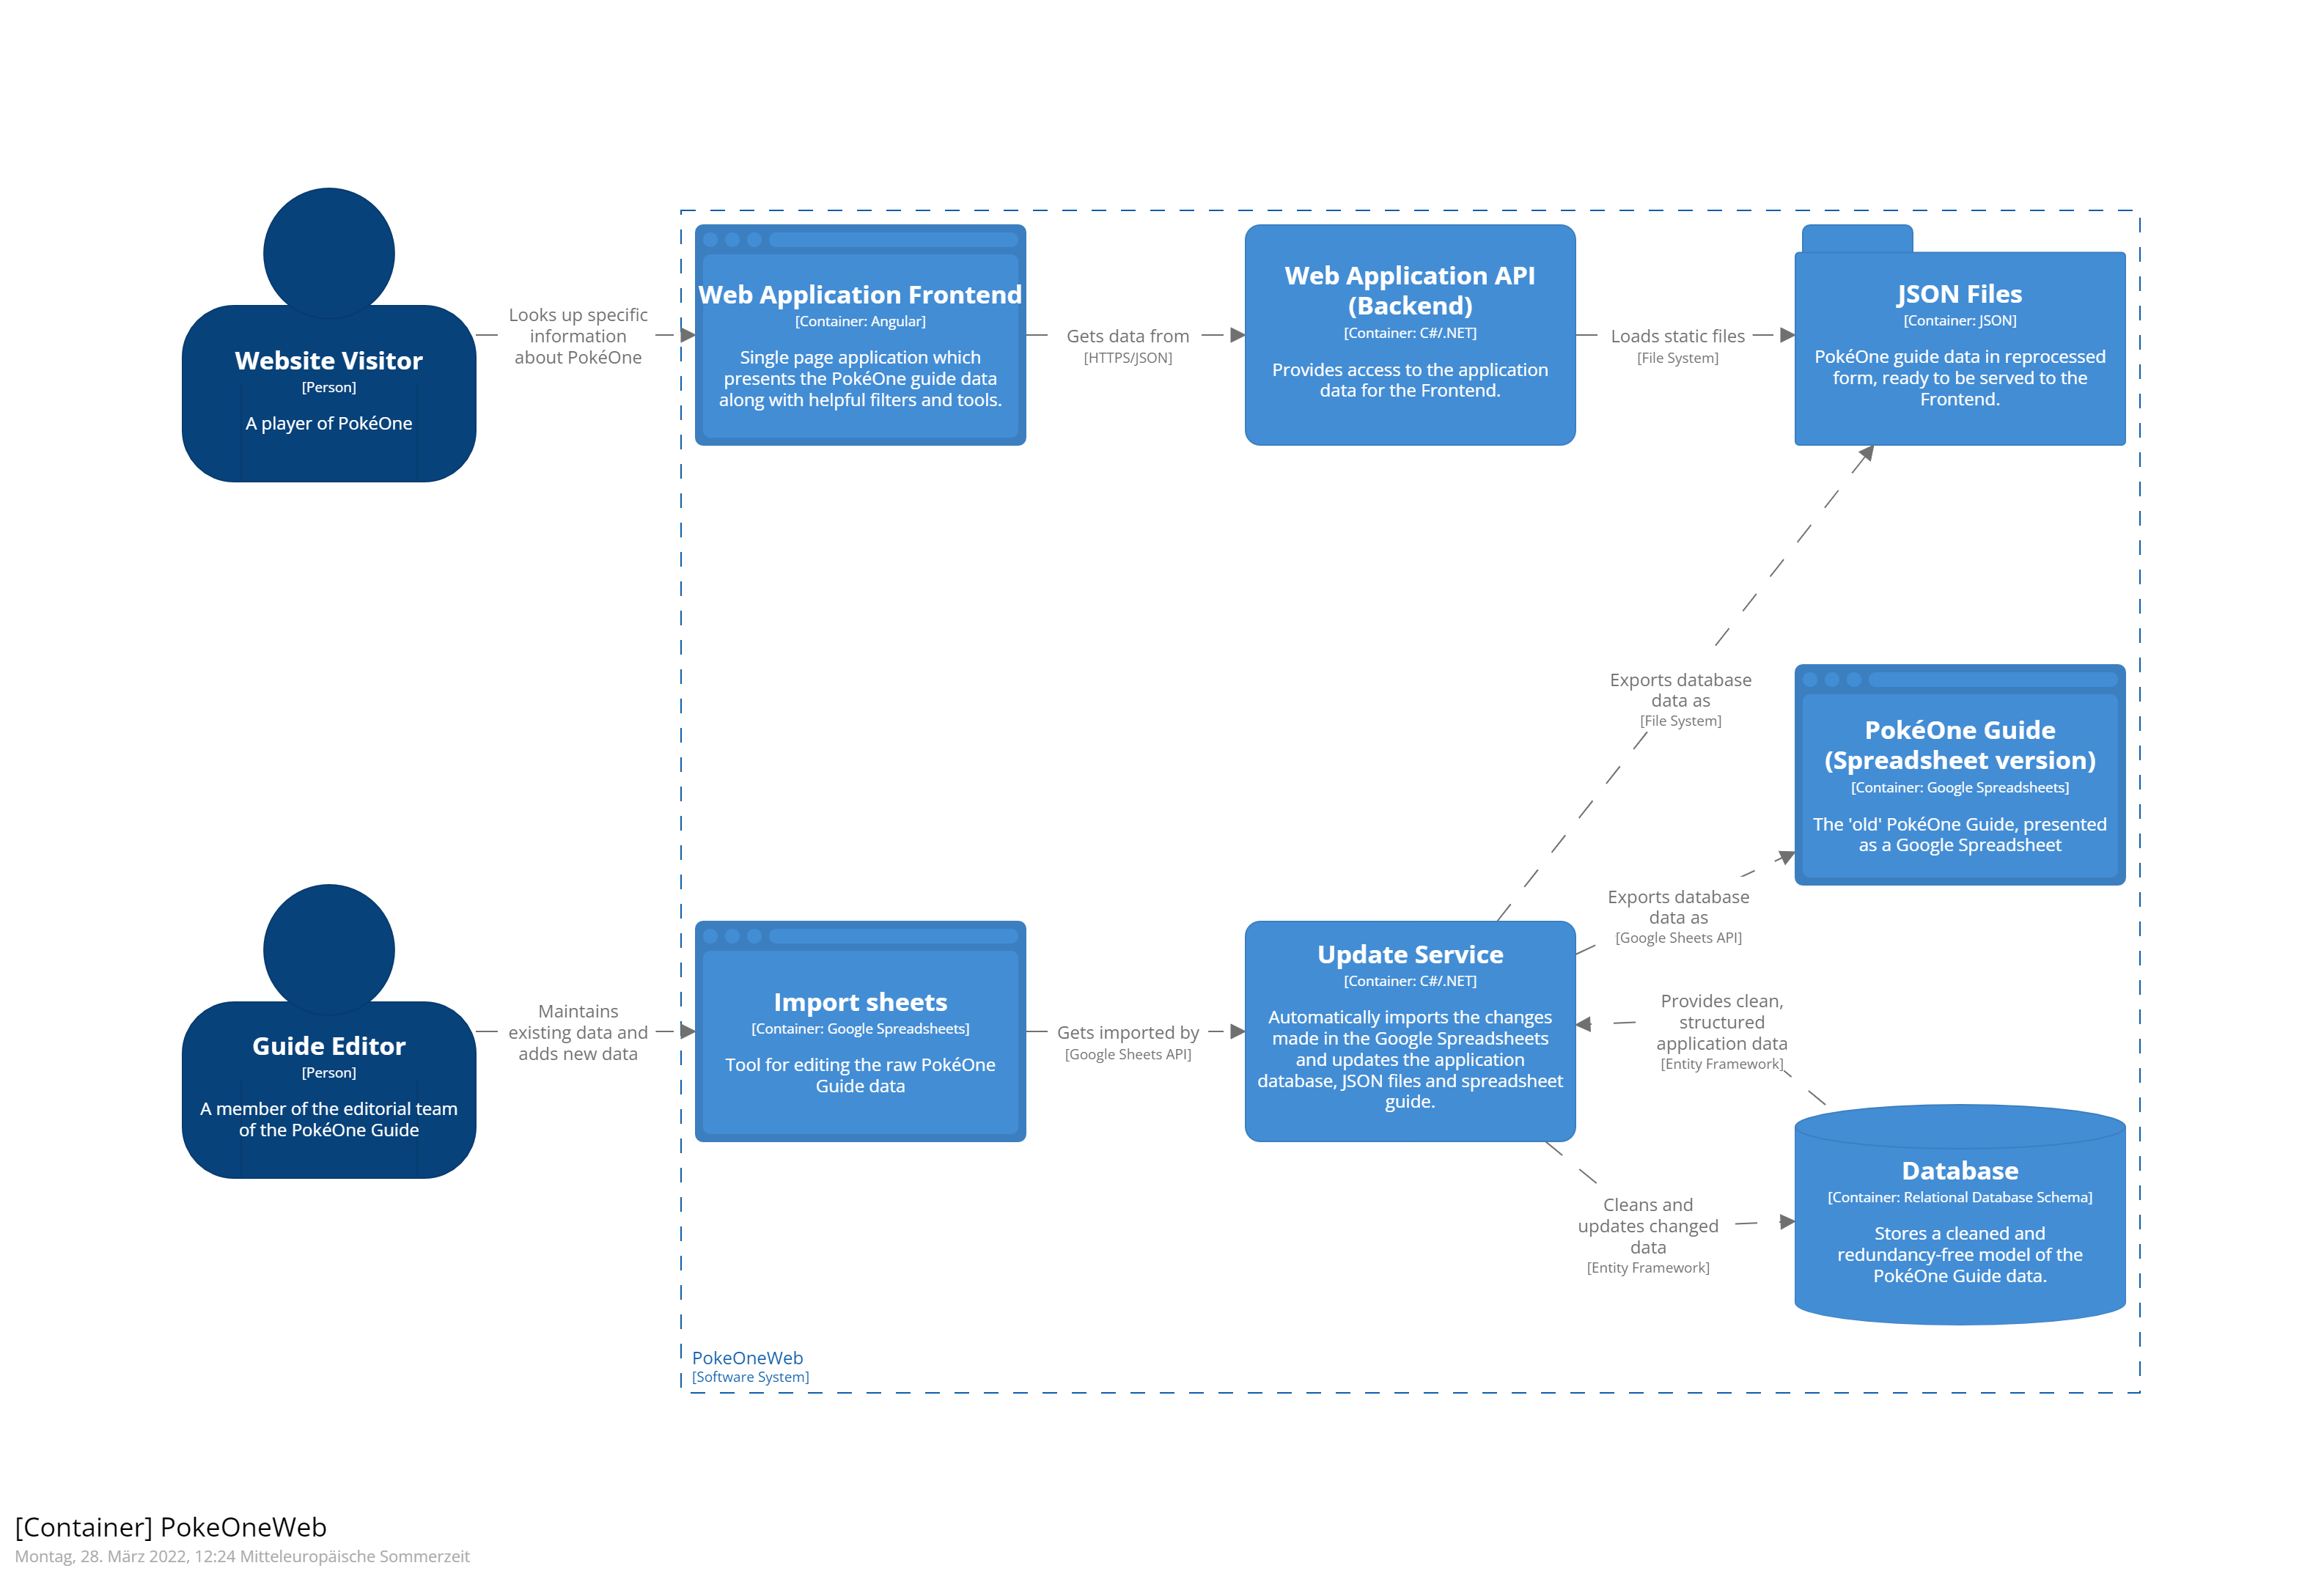 Website Visitor
[Person]
A player of PokéOne
Looks up specific
information
about PokéOne
Web Application Frontend
[Container: Angular]
Single page application which
presents the PokéOne guide data
along with helpful filters and tools.
Gets data from
[HTTPS/JSON]
Web Application API
(Backend)
[Container: C#/.NET]
Provides access to the application
data for the Frontend.
Loads static files
[File System]
JSON Files
[Container: JSON]
PokéOne guide data in reprocessed
form, ready to be served to the
Frontend.
Exports database
data as
[File System]
PokéOne Guide
(Spreadsheet version)
[Container: Google Spreadsheets]
The 'old' PokéOne Guide, presented
as a Google Spreadsheet
Guide Editor
[Person]
A member of the editorial team
of the PokéOne Guide
Maintains
existing data and
adds new data
Import sheets
[Container: Google Spreadsheets]
Tool for editing the raw PokéOne
Guide data
Gets imported by
[Google Sheets API]
Update Service
[Container: C#/.NET]
Automatically imports the changes
made in the Google Spreadsheets
and updates the application
database, JSON files and spreadsheet
guide.
Exports database
data as
[Google Sheets API]
Provides clean,
structured
application data
[Entity Framework]
Cleans and
updates changed
data
[Entity Framework]
Database
[Container: Relational Database Schema]
Stores a cleaned and
redundancy-free model of the
PokéOne Guide data.
PokeOneWeb
[Software System]
[Container] PokeOneWeb
Montag, 28. März 2022, 12:24 Mitteleuropäische Sommerzeit